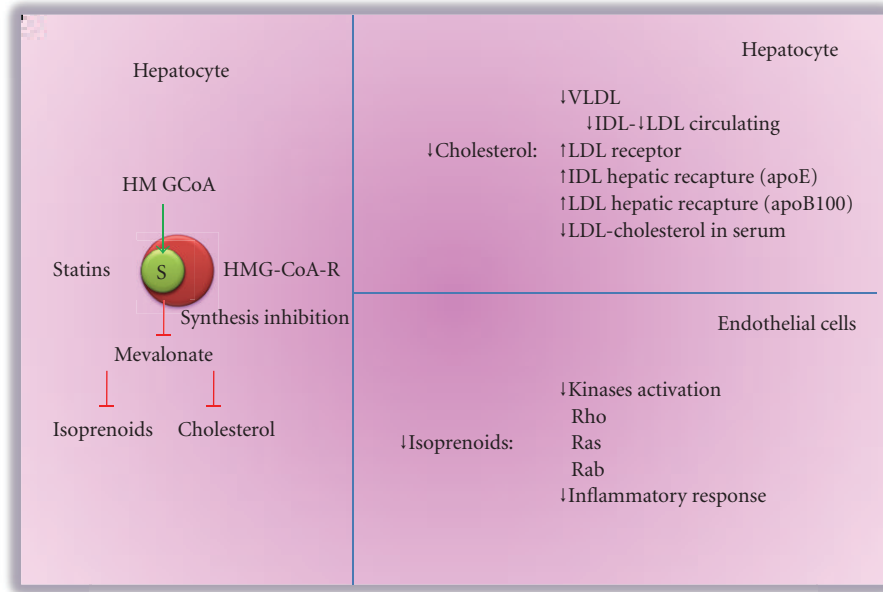 Hepatocyte
HM GCoA
Statins
S
HMG-CoA-R
Synthesis inhibition
Mevalonate
Isoprenoids
Cholesterol
Hepatocyte
↓Cholesterol:
↓VLDL
↓IDL-↓LDL circulating
↑LDL receptor
↑IDL hepatic recapture (apoE)
↑LDL hepatic recapture (apoB100)
↓LDL-cholesterol in serum
Endothelial cells
↓Isoprenoids:
↓Kinases activation
Rho
Ras
Rab
↓Inflammatory response